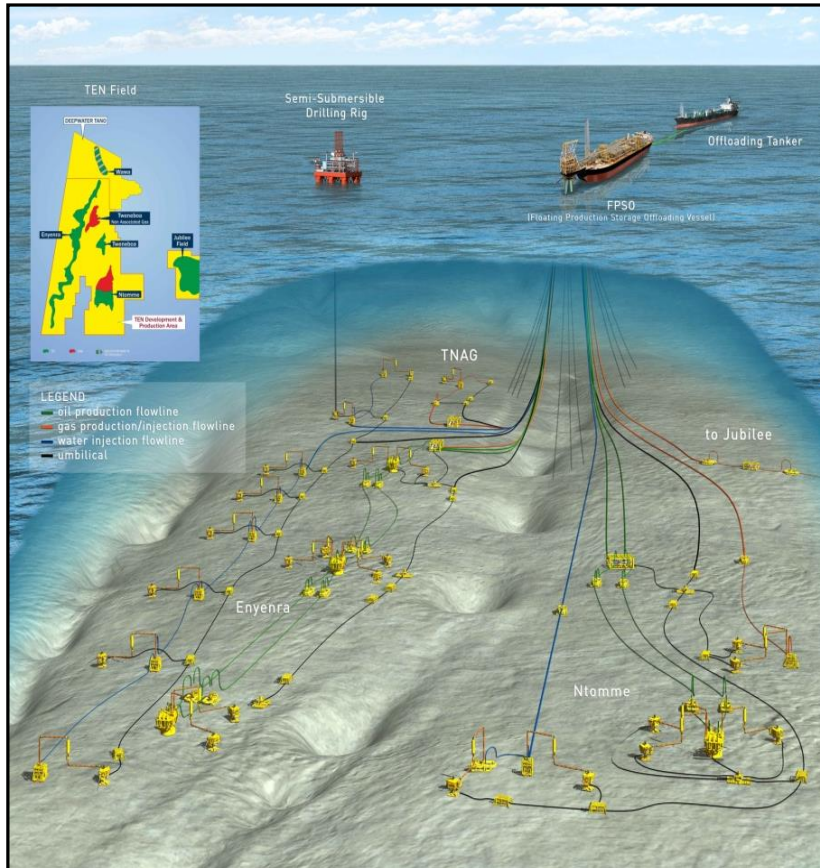 TEN Field
DEEPWATER TANO
Wawa
Tweneboa
Non Associated Gas
Enyenra
Tweneboa
Jubilee
Field
Ntomme
TEN Development &
Production Area
Semi-Submersible
Drilling Rig
Offloading Tanker
FPSO
(Floating Production Storage Offloading Vessel)
TNAG
LEGEND
oil production flowline
gas production/injection flowline
water injection flowline
umbilical
to Jubilee
Enyenra
Ntomme